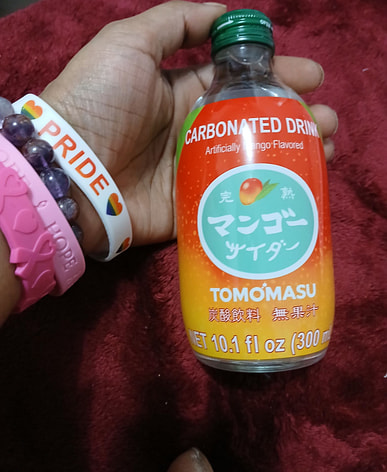 PRIDE
& HOPE
CARBONATED DRINK
Artificially Mango Flavored
完熟
マンゴー
サイダー
TOMOMASU
炭酸飲料 無果汁
NET 10.1 fl oz (300 m